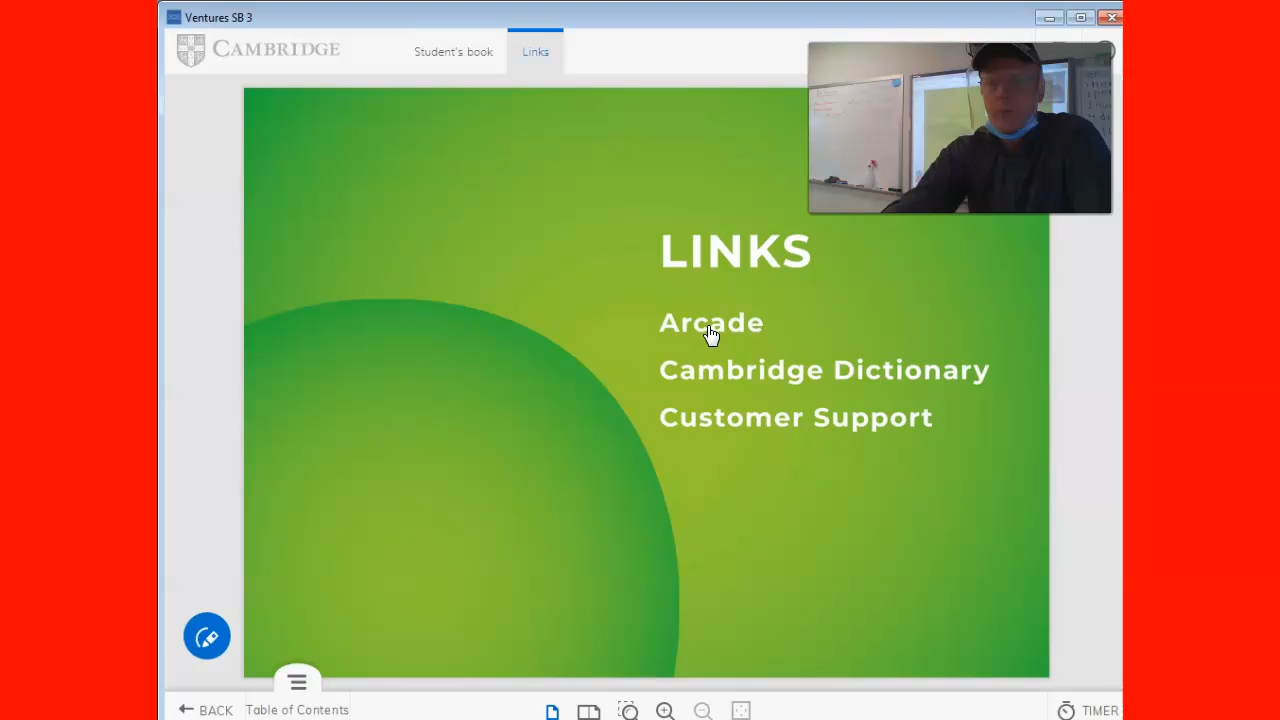 Ventures SB 3
CAMBRIDGE
Student's book
Links
LINKS
Arcade
Cambridge Dictionary
Customer Support
BACK
Table of Contents
TIMER